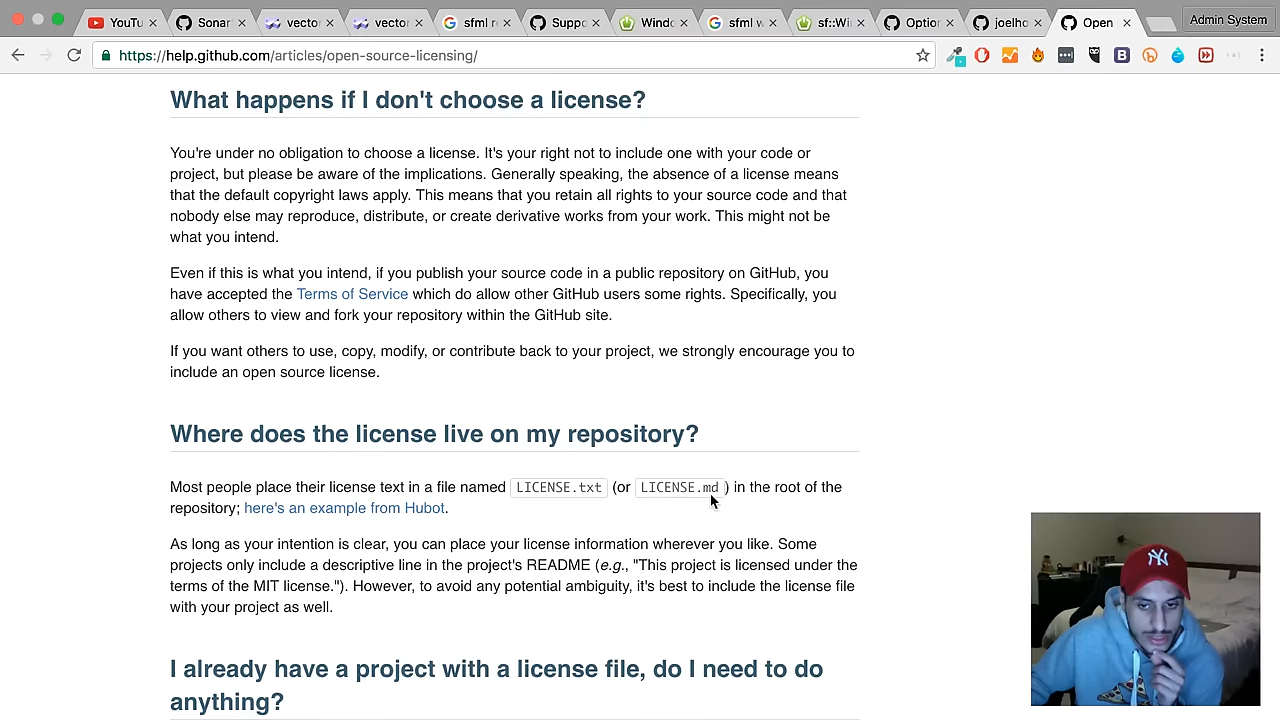 YouTu
Sonar
vector
vector
sfml re
Suppo
Windo
sfml w
sf::Wi
Option
joelho
Open
Admin System
https://help.github.com/articles/open-source-licensing/
What happens if I don't choose a license?
You're under no obligation to choose a license. It's your right not to include one with your code or
project, but please be aware of the implications. Generally speaking, the absence of a license means
that the default copyright laws apply. This means that you retain all rights to your source code and that
nobody else may reproduce, distribute, or create derivative works from your work. This might not be
what you intend.
Even if this is what you intend, if you publish your source code in a public repository on GitHub, you
have accepted the Terms of Service which do allow other GitHub users some rights. Specifically, you
allow others to view and fork your repository within the GitHub site.
If you want others to use, copy, modify, or contribute back to your project, we strongly encourage you to
include an open source license.
Where does the license live on my repository?
Most people place their license text in a file named LICENSE.txt (or LICENSE.md) in the root of the
repository; here's an example from Hubot.
As long as your intention is clear, you can place your license information wherever you like. Some
projects only include a descriptive line in the project's README (e.g., "This project is licensed under the
terms of the MIT license."). However, to avoid any potential ambiguity, it's best to include the license file
with your project as well.
I already have a project with a license file, do I need to do
anything?
NY